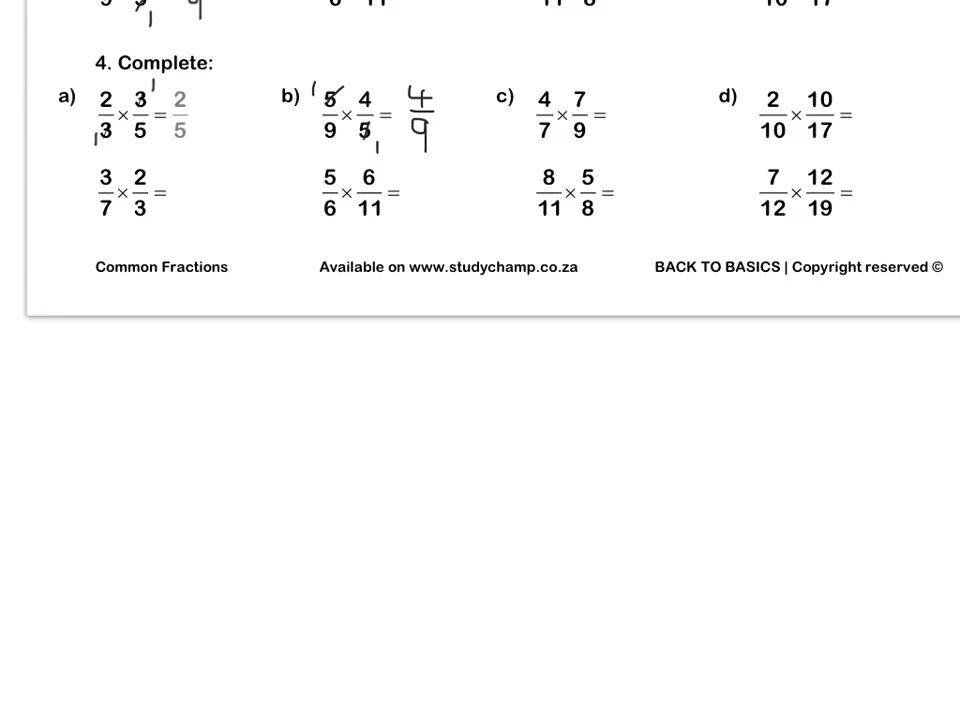 4. Complete:
a) 2/3 × 3/5 = 2/5 b) 5/9 × 4/5 = 4/9 c) 4/7 × 7/9 = d) 2/10 × 10/17 =
3/7 × 2/3 = 5/6 × 6/11 = 8/11 × 5/8 = 7/12 × 12/19 =
Common Fractions Available on www.studychamp.co.za BACK TO BASICS | Copyright reserved ©